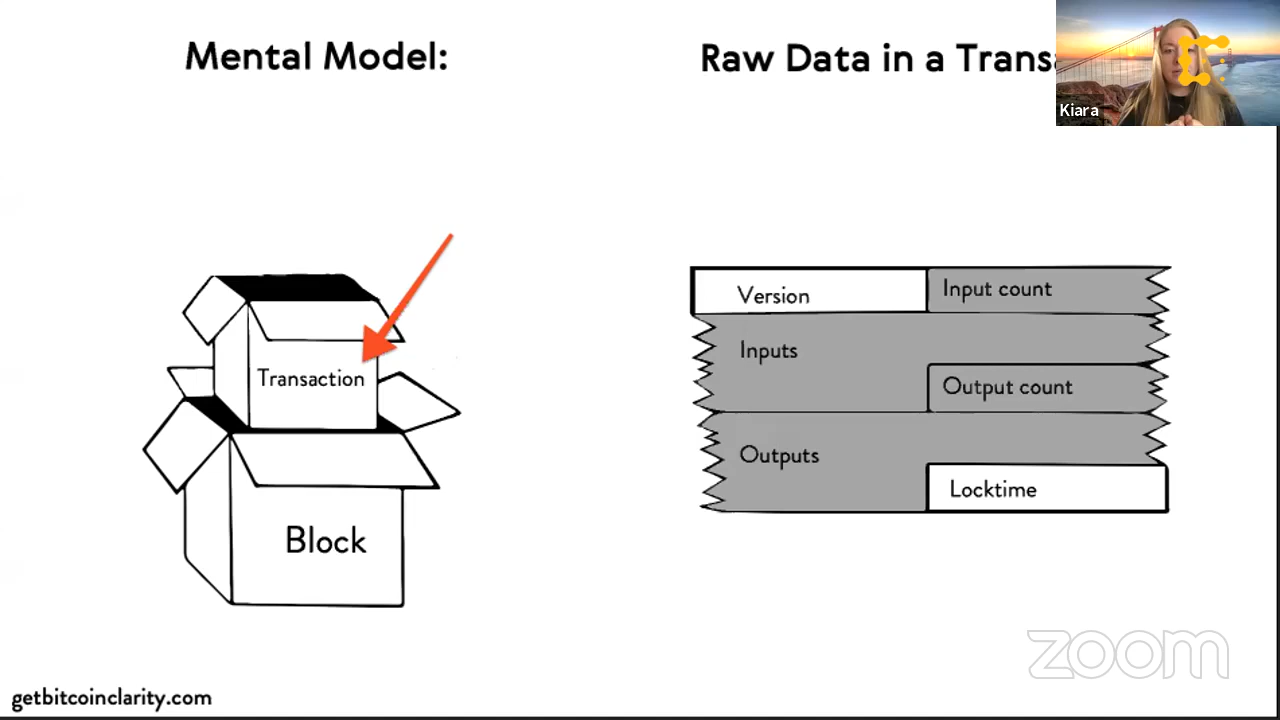 Mental Model:
Raw Data in a Trans
Kiara
Version
Input count
Inputs
Output count
Outputs
Locktime
Transaction
Block
zoom
getbitcoinclarity.com